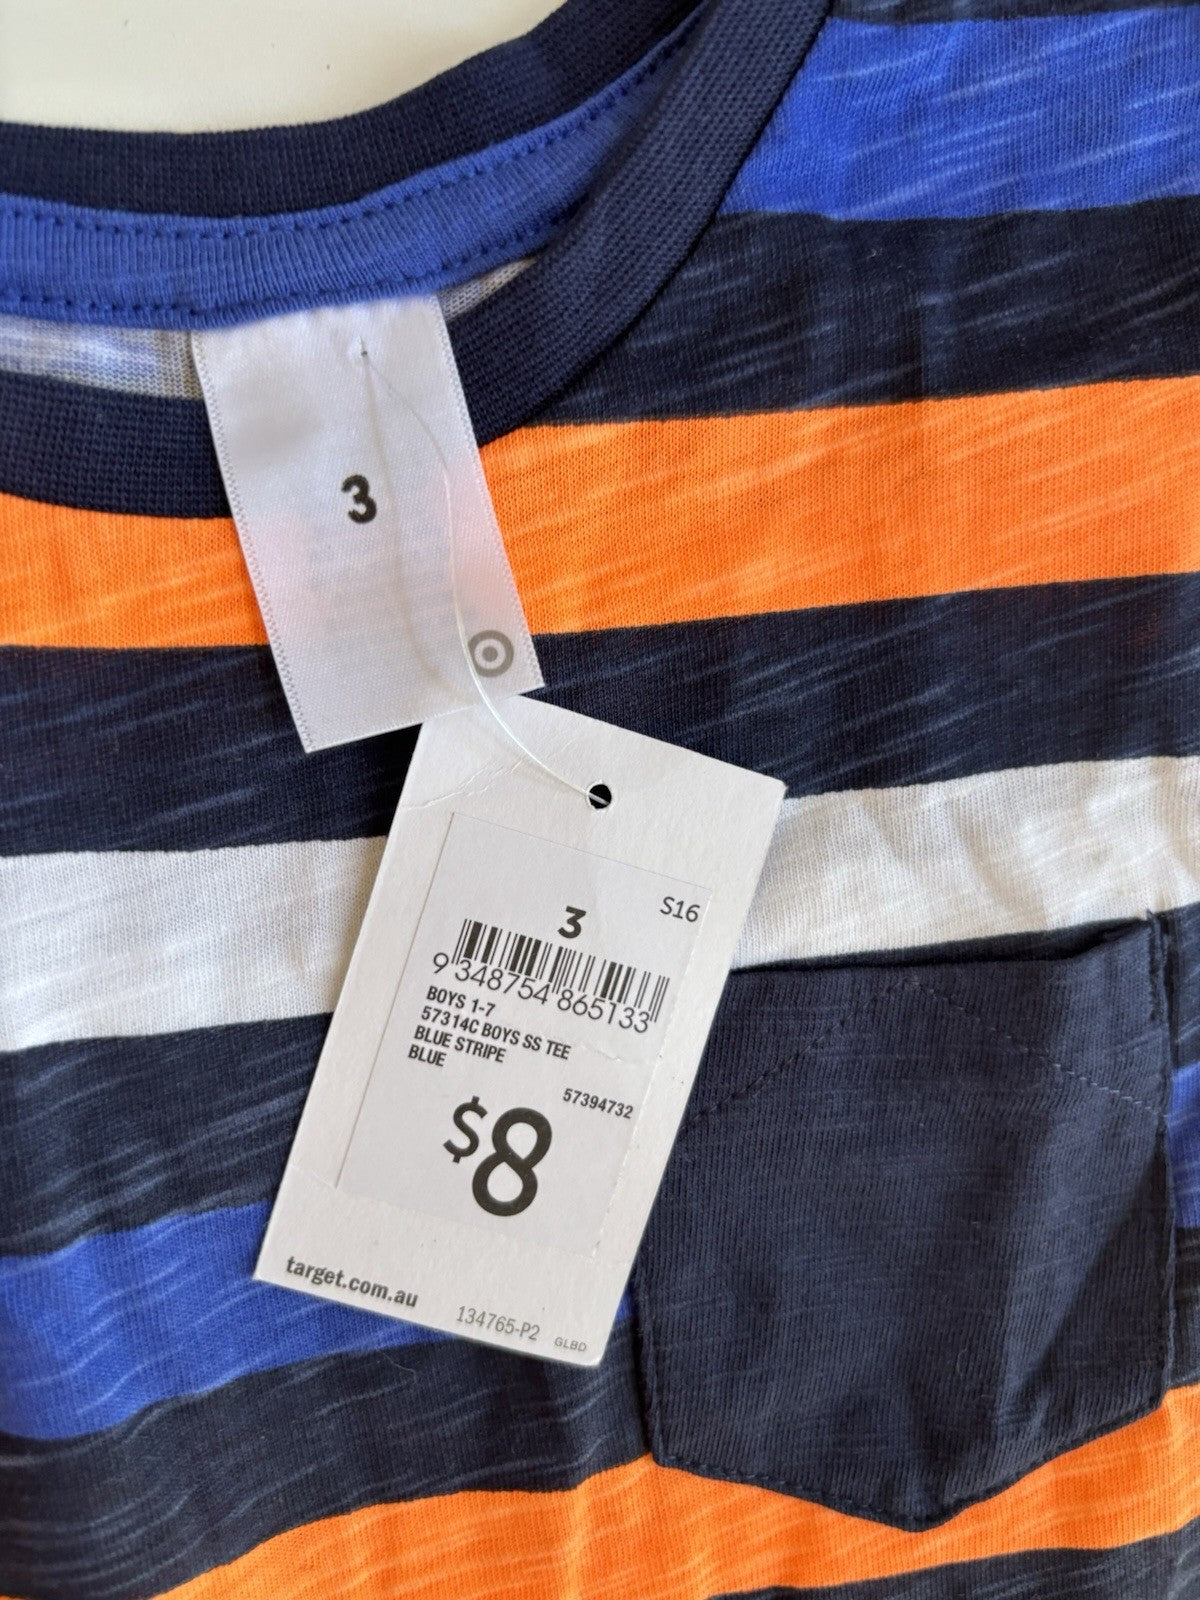 3
S16
3
9 348754 865133
BOYS 1-7
57314C BOYS SS TEE
BLUE STRIPE
BLUE
57394732
$8
target.com.au
134765-P2 GLBD